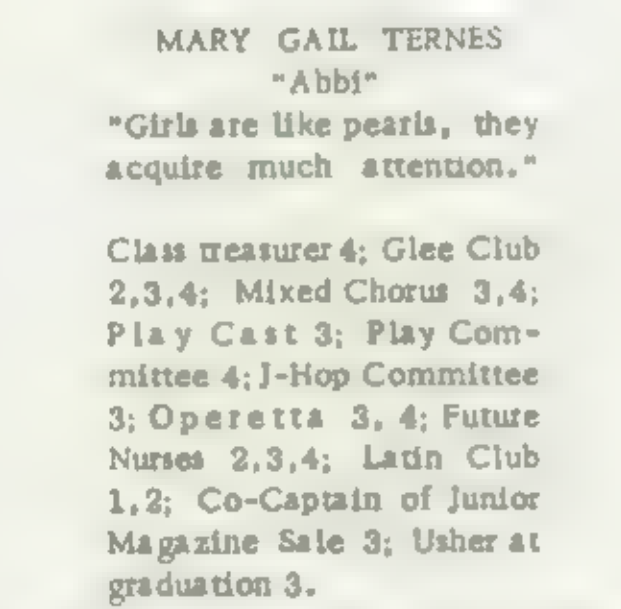 MARY GAIL TERNES
"Abbi"
"Girls are like pearls, they
acquire much attention."
Class treasurer 4; Glee Club
2,3,4; Mixed Chorus 3,4;
Play Cast 3; Play Com-
mittee 4; J-Hop Committee
3; Operetta 3, 4; Future
Nurses 2,3,4; Latin Club
1,2; Co-Captain of Junior
Magazine Sale 3; Usher at
graduation 3.